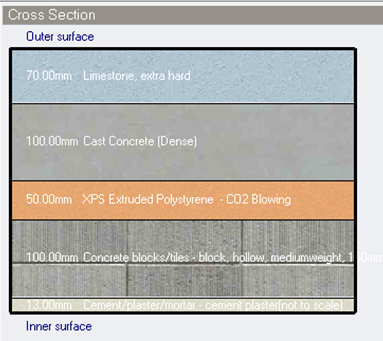 Cross Section
Outer surface
70.00mm Limestone, extra hard
100.00mm Cast Concrete (Dense)
50.00mm XPS Extruded Polystyrene - CO2 Blowing
100.00mm Concrete blocks/tiles - block, hollow, mediumweight, 150mm
13.00mm Cement/plaster/mortar - cement plaster(not to scale)
Inner surface